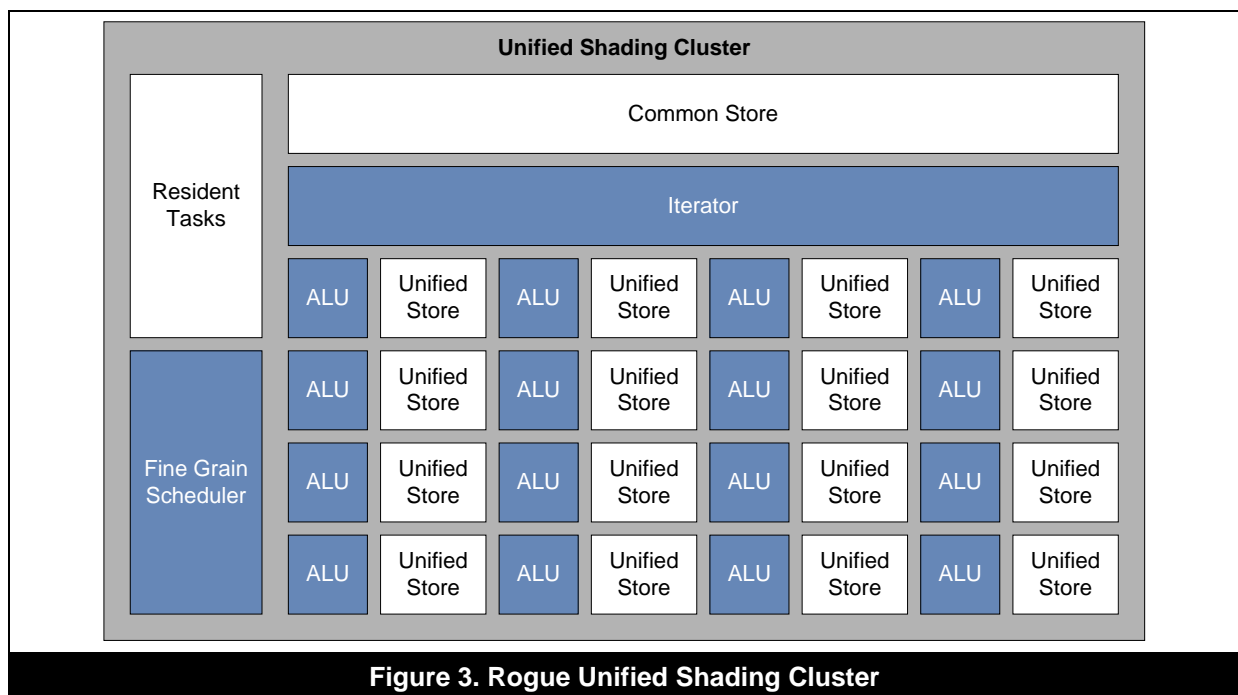 Unified Shading Cluster
Resident
Tasks
Common Store
Iterator
Fine Grain
Scheduler
ALU
Unified
Store
ALU
Unified
Store
ALU
Unified
Store
ALU
Unified
Store
ALU
Unified
Store
ALU
Unified
Store
ALU
Unified
Store
ALU
Unified
Store
ALU
Unified
Store
ALU
Unified
Store
ALU
Unified
Store
ALU
Unified
Store
ALU
Unified
Store
ALU
Unified
Store
ALU
Unified
Store
ALU
Unified
Store
Figure 3. Rogue Unified Shading Cluster